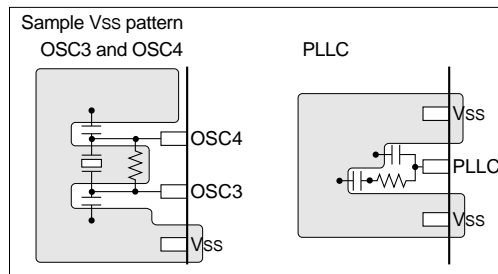 Sample VSS pattern
OSC3 and OSC4
PLLC
OSC4
OSC3
VSS
VSS
PLLC
VSS